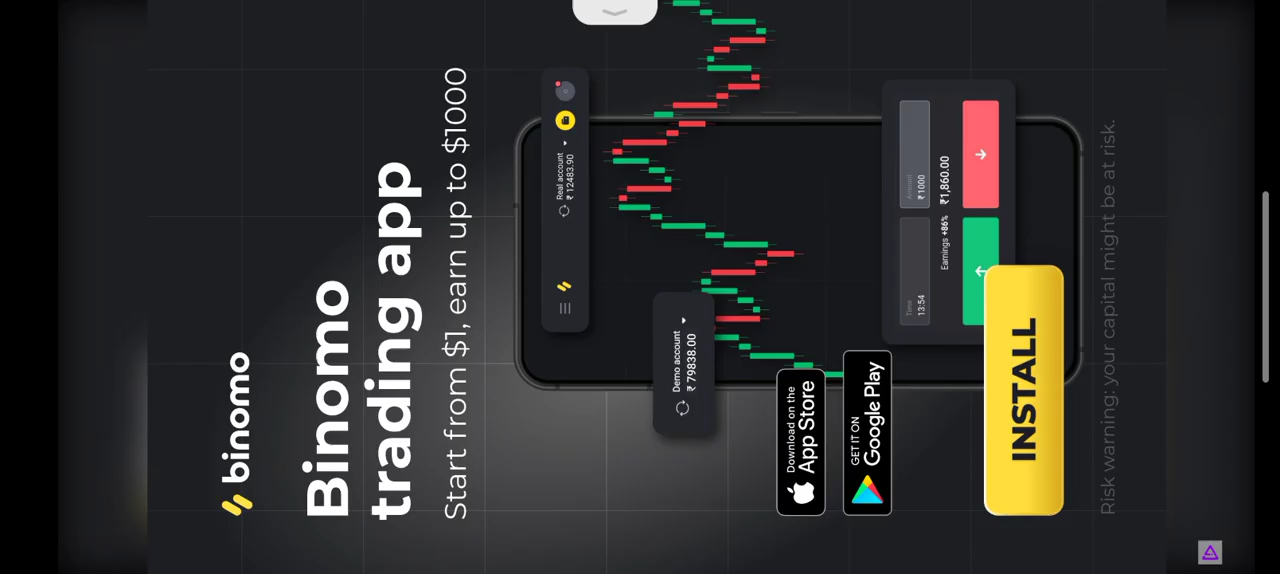 binomo
Binomo
trading app
Start from $1, earn up to $1000
Real account
₹ 12483.90
Demo account
₹ 79838.00
Download on the
App Store
GET IT ON
Google Play
Time
13:54
Amount
₹1000
Earnings +86%
₹1,860.00
INSTALL
Risk warning: your capital might be at risk.